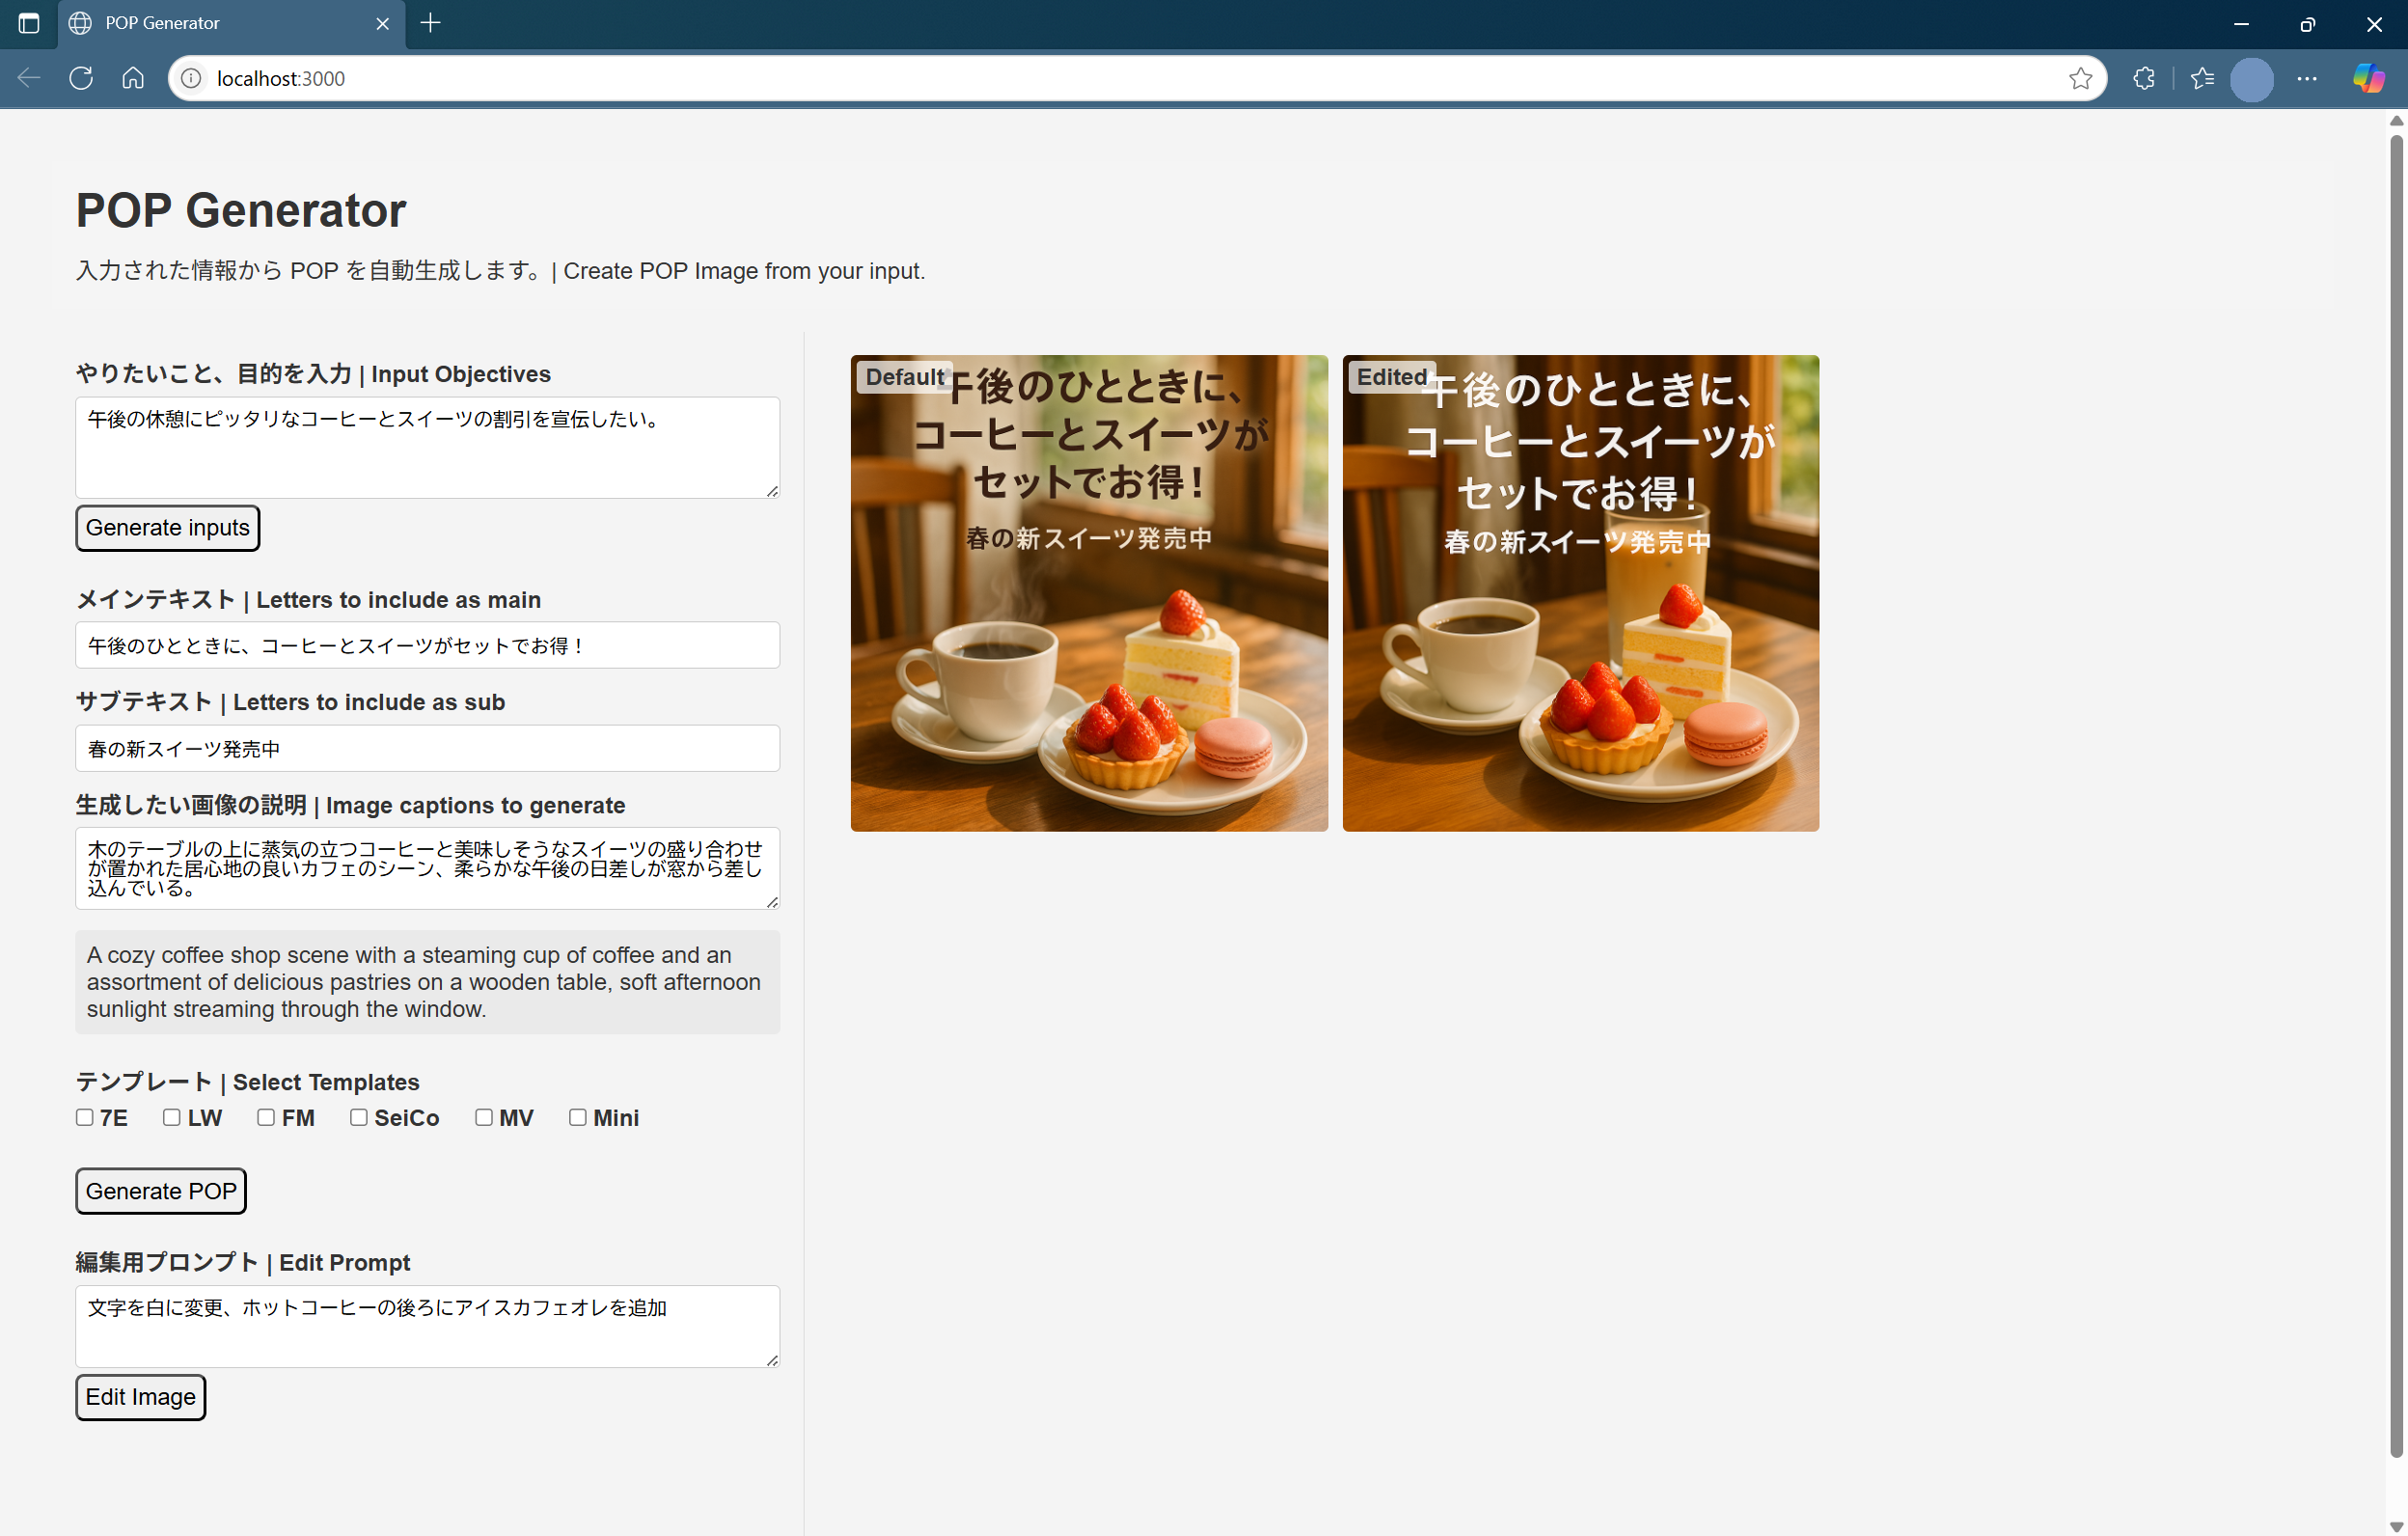 POP Generator
localhost:3000
POP Generator
入力された情報から POP を自動生成します。| Create POP Image from your input.
やりたいこと、目的を入力 | Input Objectives
午後の休憩にピッタリなコーヒーとスイーツの割引を宣伝したい。
Generate inputs
メインテキスト | Letters to include as main
午後のひとときに、コーヒーとスイーツがセットでお得！
サブテキスト | Letters to include as sub
春の新スイーツ発売中
生成したい画像の説明 | Image captions to generate
木のテーブルの上に蒸気の立つコーヒーと美味しそうなスイーツの盛り合わせ
が置かれた居心地の良いカフェのシーン、柔らかな午後の日差しが窓から差し
込んでいる。
A cozy coffee shop scene with a steaming cup of coffee and an
assortment of delicious pastries on a wooden table, soft afternoon
sunlight streaming through the window.
テンプレート | Select Templates
7E LW FM SeiCo MV Mini
Generate POP
編集用プロンプト | Edit Prompt
文字を白に変更、ホットコーヒーの後ろにアイスカフェオレを追加
Edit Image
Default
午後のひとときに、
コーヒーとスイーツが
セットでお得！
春の新スイーツ発売中
Edited
午後のひとときに、
コーヒーとスイーツが
セットでお得！
春の新スイーツ発売中